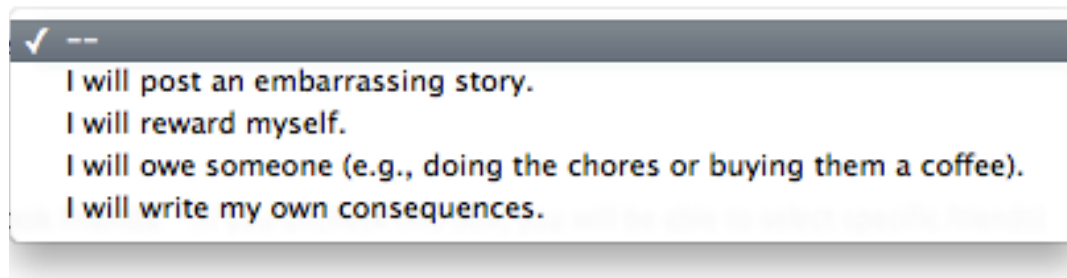 ✓ --
I will post an embarrassing story.
I will reward myself.
I will owe someone (e.g., doing the chores or buying them a coffee).
I will write my own consequences.